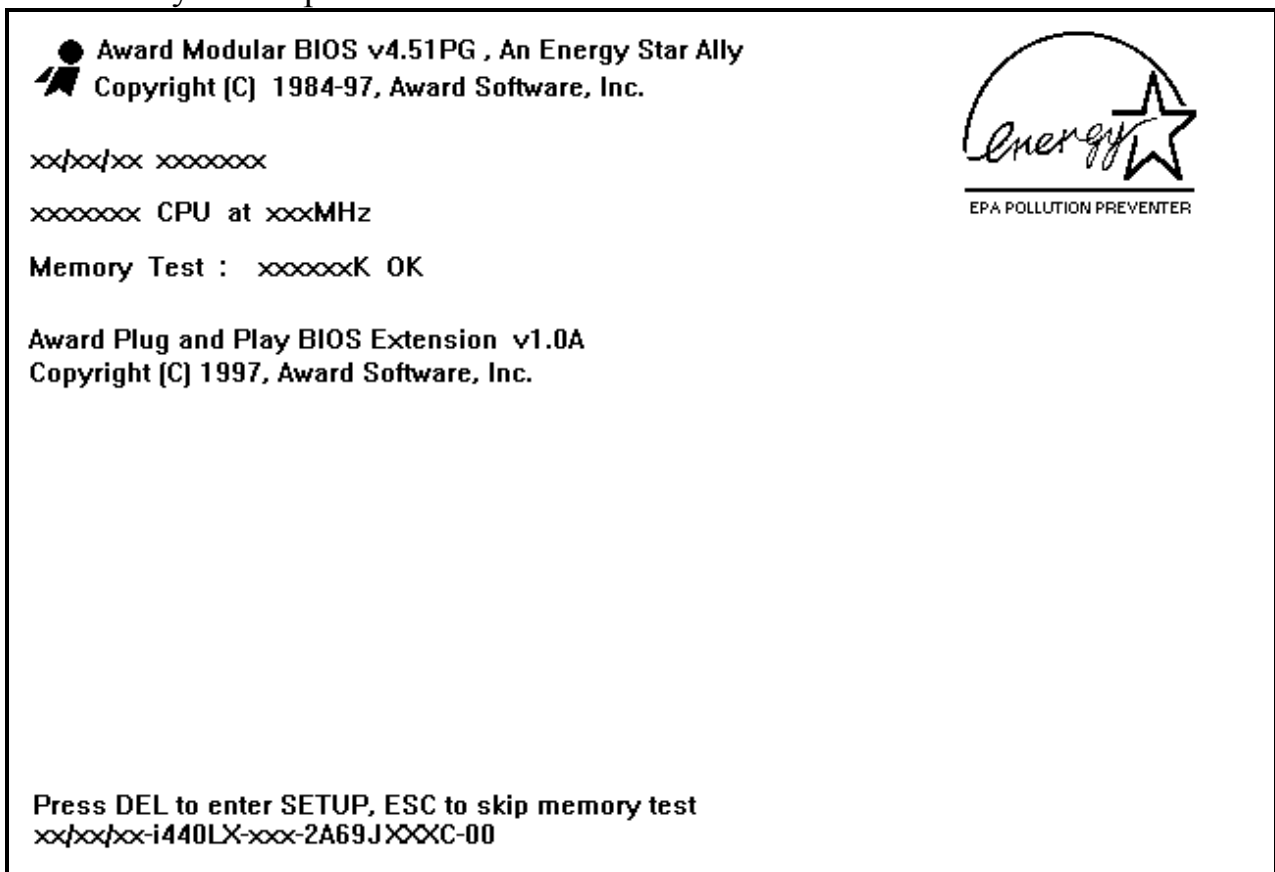 Award Modular BIOS v4.51PG , An Energy Star Ally
Copyright (C) 1984-97, Award Software, Inc.
energy
EPA POLLUTION PREVENTER
xx/xx/xx xxxxxxx
xxxxxxx CPU at xxxMHz
Memory Test : xxxxxxK OK
Award Plug and Play BIOS Extension v1.0A
Copyright (C) 1997, Award Software, Inc.
Press DEL to enter SETUP, ESC to skip memory test
xx/xx/xx-i440LX-xxx-2A69JXXXC-00